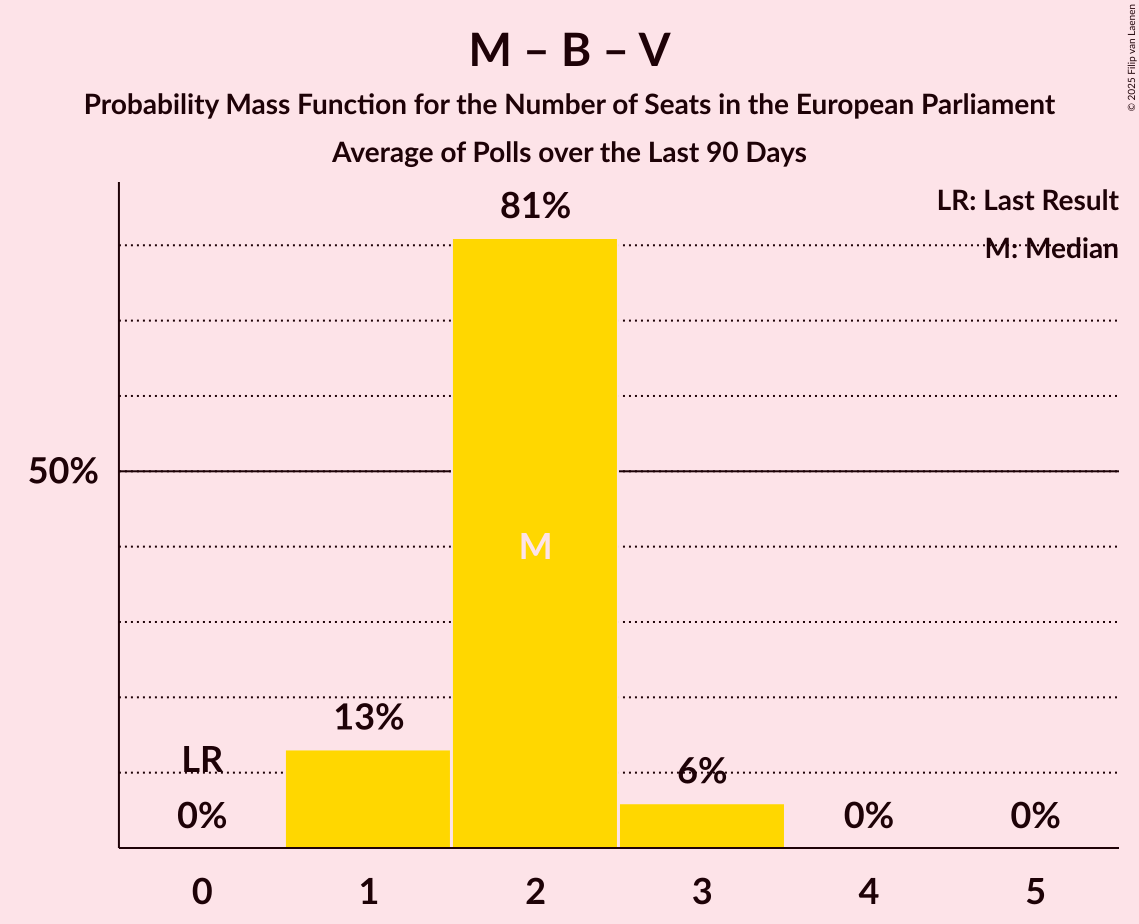 M – B – V
Probability Mass Function for the Number of Seats in the European Parliament
Average of Polls over the Last 90 Days
© 2025 Filip van Laenen
LR: Last Result
M: Median
81%
50%
M
13%
LR
6%
0%
0%
0%
0
1
2
3
4
5